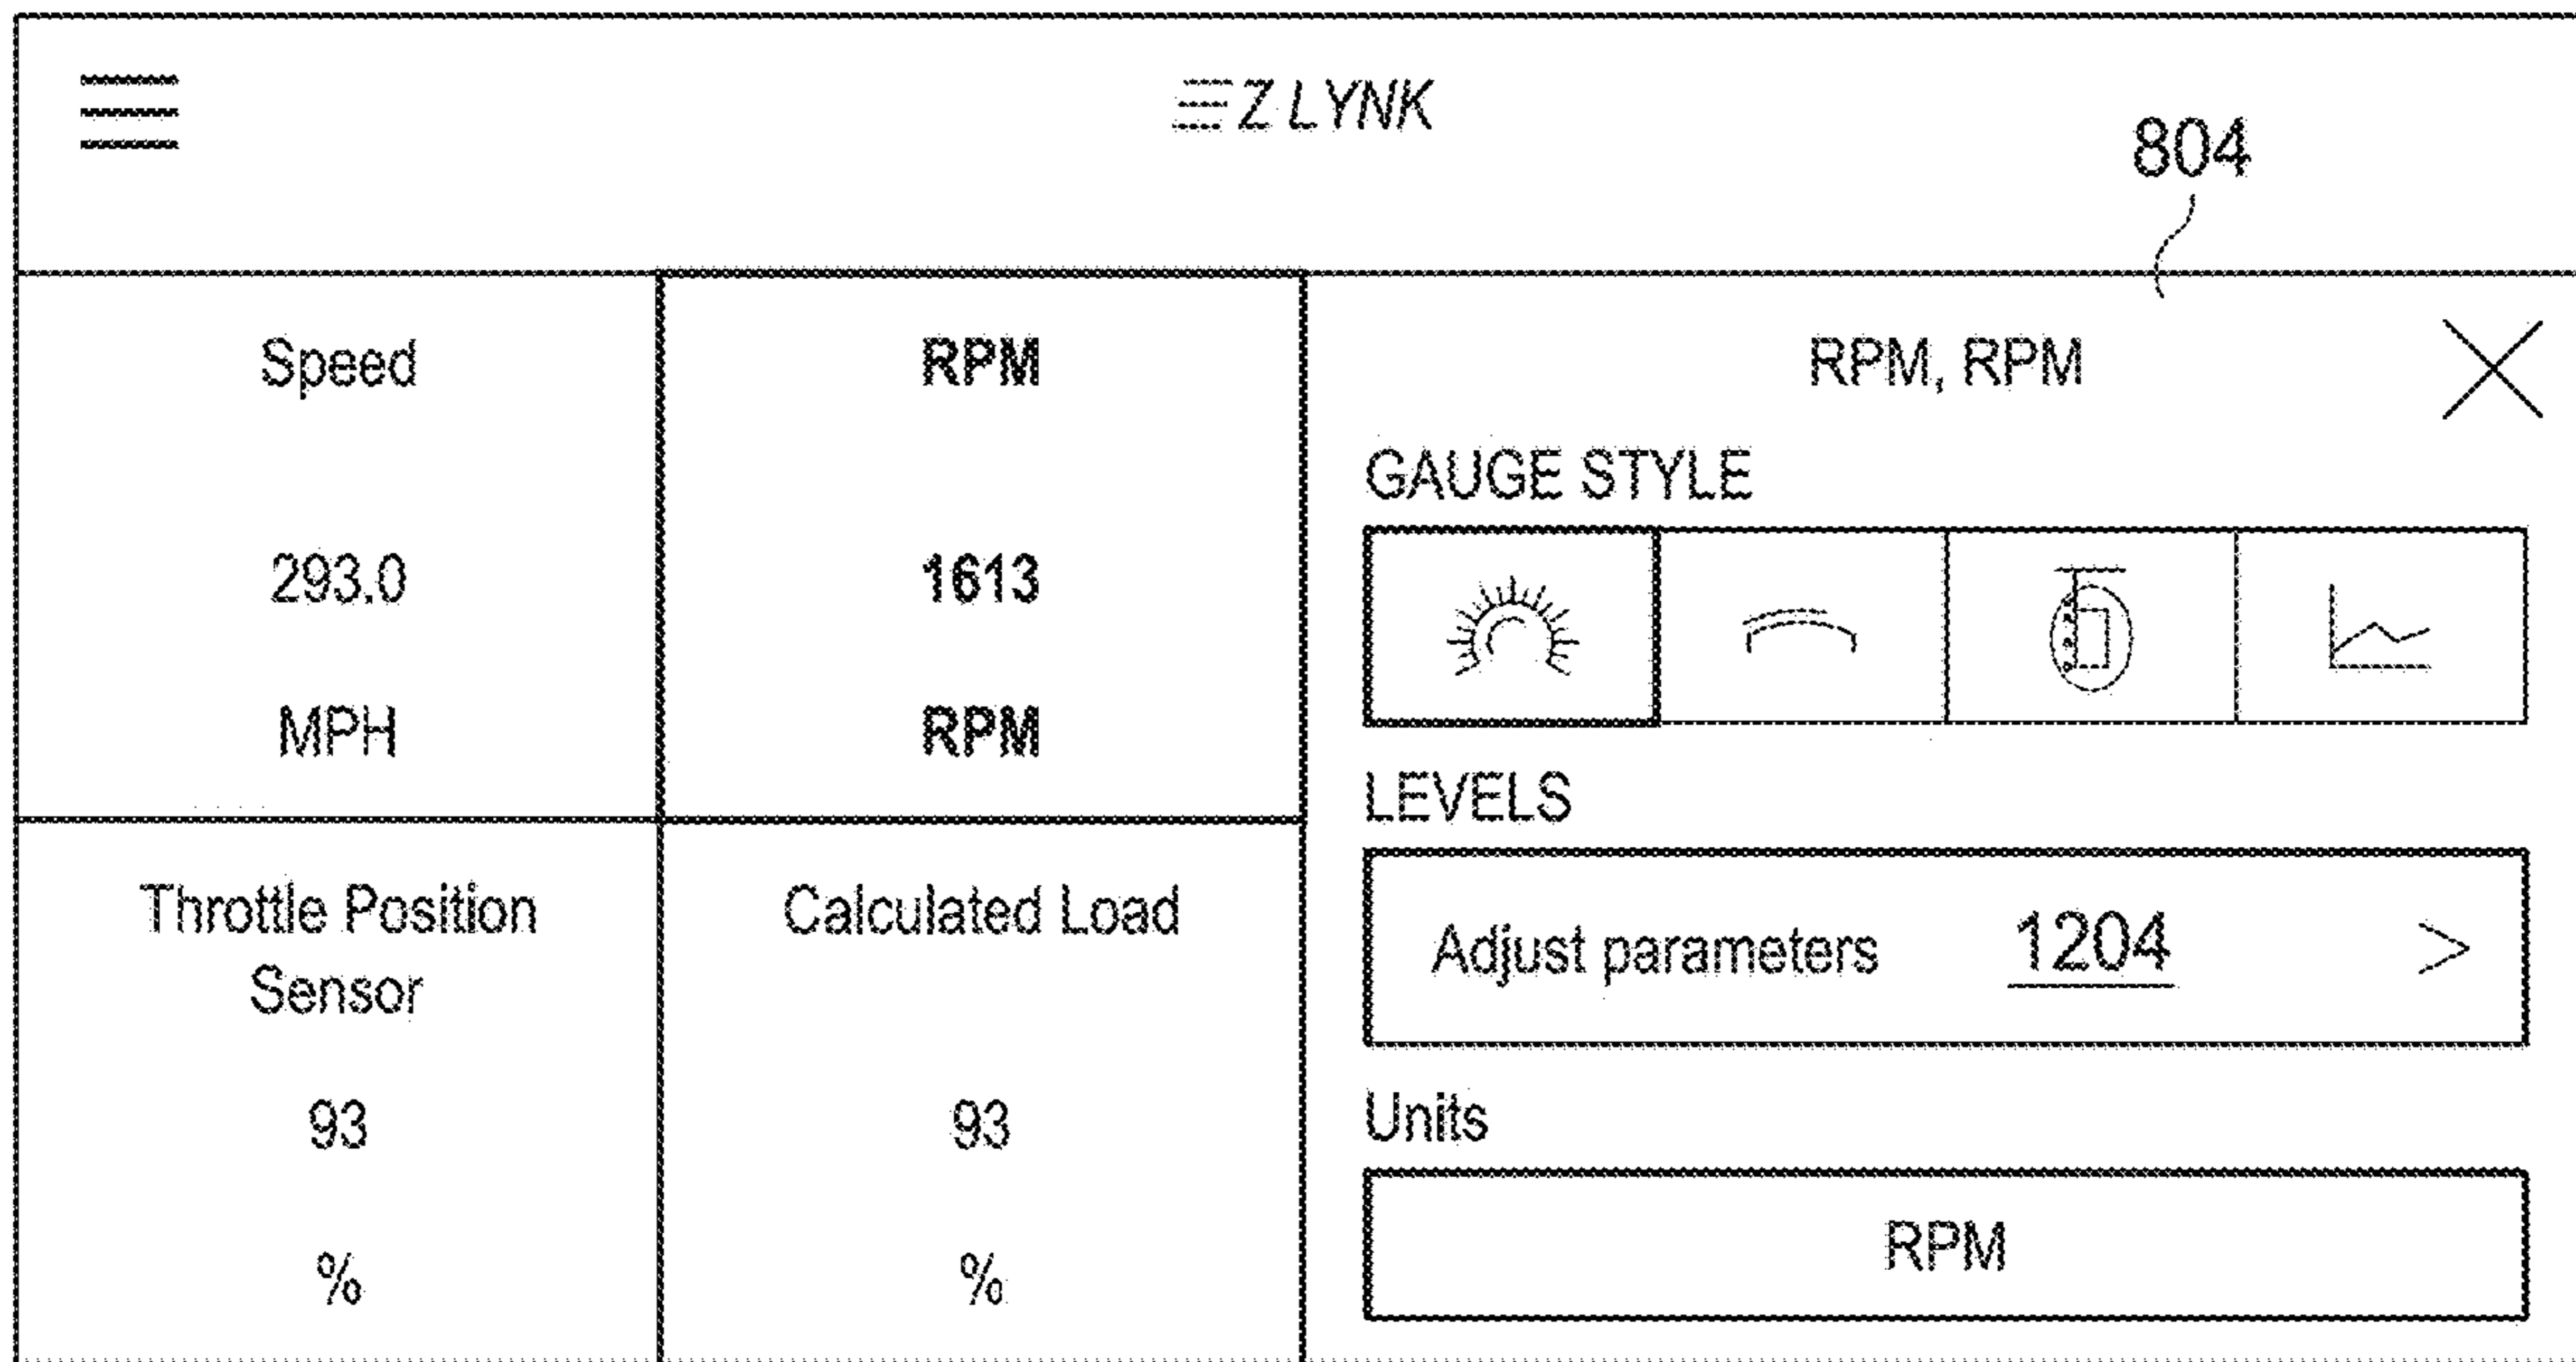 EZ LYNK
804
Speed
293.0
MPH
RPM
1613
RPM
Throttle Position
Sensor
93
%
Calculated Load
93
%
RPM, RPM
GAUGE STYLE
LEVELS
Adjust parameters 1204 >
Units
RPM